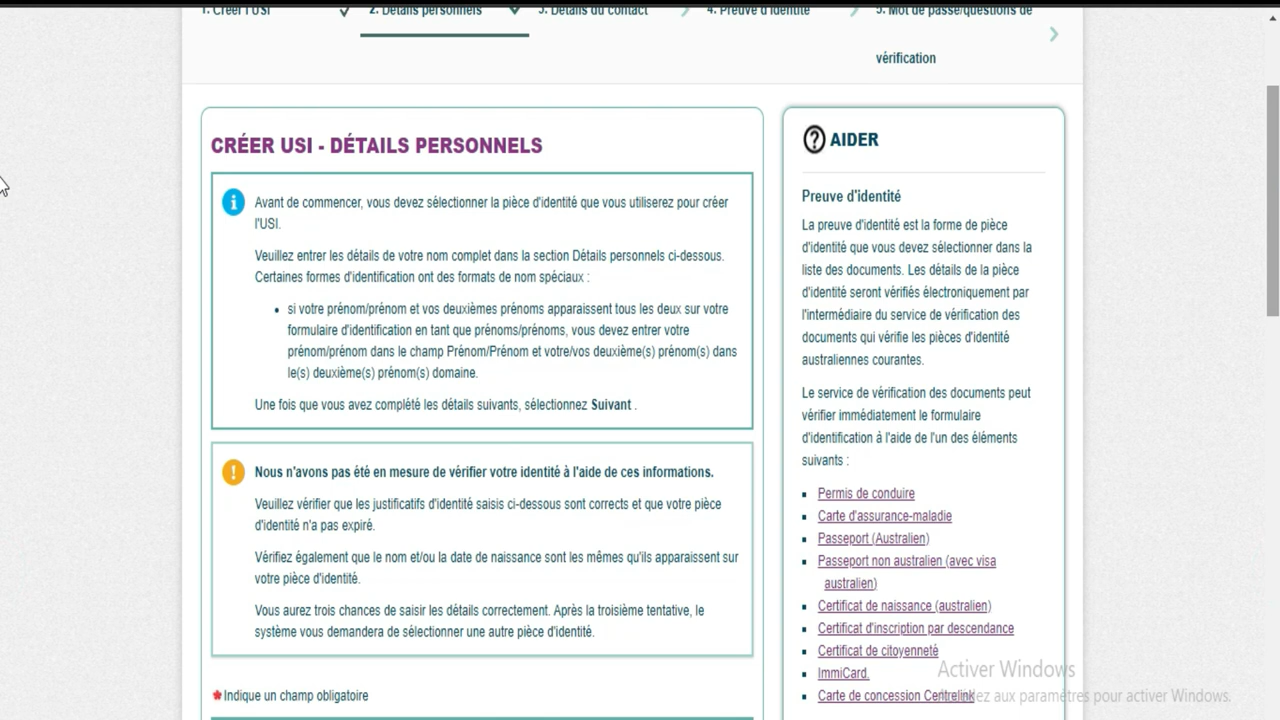 1. Créer l'USI
2. Détails personnels
3. Détails du contact
4. Preuve d'identité
5. Mot de passe/questions de
vérification
CRÉER USI - DÉTAILS PERSONNELS
Avant de commencer, vous devez sélectionner la pièce d'identité que vous utiliserez pour créer
l'USI.
Veuillez entrer les détails de votre nom complet dans la section Détails personnels ci-dessous.
Certaines formes d'identification ont des formats de nom spéciaux :
• si votre prénom/prénom et vos deuxièmes prénoms apparaissent tous les deux sur votre
formulaire d'identification en tant que prénoms/prénoms, vous devez entrer votre
prénom/prénom dans le champ Prénom/Prénom et votre/vos deuxième(s) prénom(s) dans
le(s) deuxième(s) prénom(s) domaine.
Une fois que vous avez complété les détails suivants, sélectionnez Suivant .
Nous n'avons pas été en mesure de vérifier votre identité à l'aide de ces informations.
Veuillez vérifier que les justificatifs d'identité saisis ci-dessous sont corrects et que votre pièce
d'identité n'a pas expiré.
Vérifiez également que le nom et/ou la date de naissance sont les mêmes qu'ils apparaissent sur
votre pièce d'identité.
Vous aurez trois chances de saisir les détails correctement. Après la troisième tentative, le
système vous demandera de sélectionner une autre pièce d'identité.
* Indique un champ obligatoire
AIDER
Preuve d'identité
La preuve d'identité est la forme de pièce
d'identité que vous devez sélectionner dans la
liste des documents. Les détails de la pièce
d'identité seront vérifiés électroniquement par
l'intermédiaire du service de vérification des
documents qui vérifie les pièces d'identité
australiennes courantes.
Le service de vérification des documents peut
vérifier immédiatement le formulaire
d'identification à l'aide de l'un des éléments
suivants :
Permis de conduire
Carte d'assurance-maladie
Passeport (Australien)
Passeport non australien (avec visa
australien)
Certificat de naissance (australien)
Certificat d'inscription par descendance
Certificat de citoyenneté
ImmiCard.
Carte de concession Centrelink
Activer Windows
aux paramètres pour activer Windows.